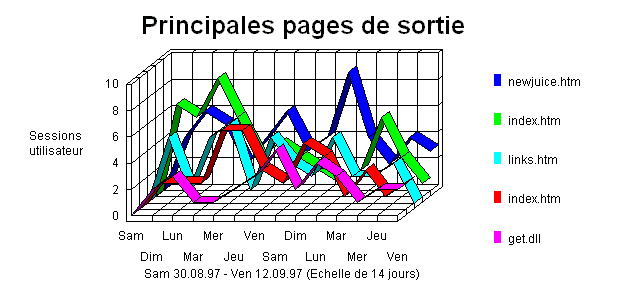 Principales pages de sortie
10
8
6
4
2
0
Sessions
utilisateur
newjuice.htm
index.htm
links.htm
index.htm
get.dll
Sam Lun Mer Ven Dim Mar Jeu
Dim Mar Jeu Sam Lun Mer Ven
Sam 30.08.97 - Ven 12.09.97 (Echelle de 14 jours)